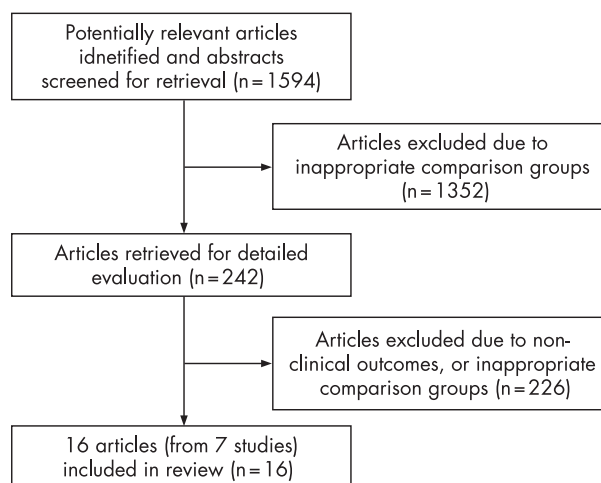 Potentially relevant articles
idnetified and abstracts
screened for retrieval (n = 1594)
Articles excluded due to
inappropriate comparison groups
(n = 1352)
Articles retrieved for detailed
evaluation (n = 242)
Articles excluded due to non-
clinical outcomes, or inappropriate
comparison groups (n = 226)
16 articles (from 7 studies)
included in review (n = 16)